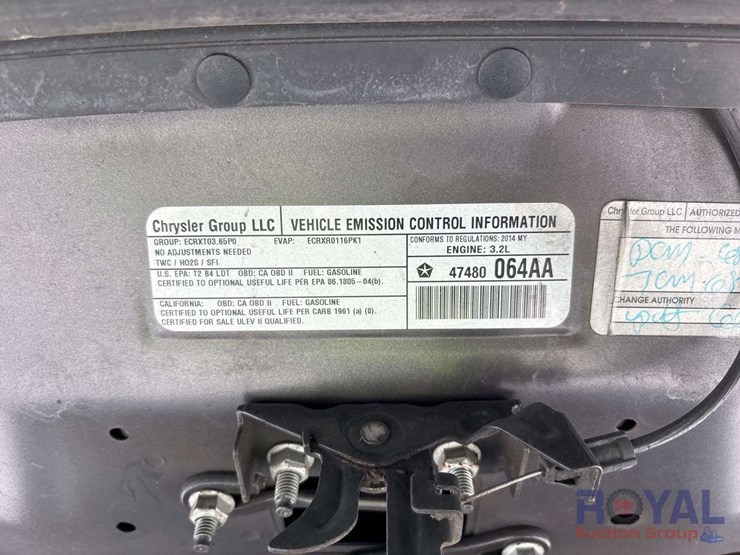 Chrysler Group LLC VEHICLE EMISSION CONTROL INFORMATION
GROUP: ECRXT03.65P0 EVAP: ECRXR0116PK1
NO ADJUSTMENTS NEEDED
TWC / HO2S / SFI
U.S. EPA: T2 B4 LDT OBD: CA OBD II FUEL: GASOLINE
CERTIFIED TO OPTIONAL USEFUL LIFE PER EPA 86.1805-04(b).
CALIFORNIA: OBD: CA OBD II FUEL: GASOLINE
CERTIFIED TO OPTIONAL USEFUL LIFE PER CARB 1961 (a) (8).
CERTIFIED FOR SALE ULEV II QUALIFIED.
CONFORMS TO REGULATIONS: 2014 MY
ENGINE: 3.2L
47480 064AA
Chrysler Group LLC AUTHORIZED
THE FOLLOWING
PCM
TCM
CHANGE AUTHORITY
ROYAL
Auction Group